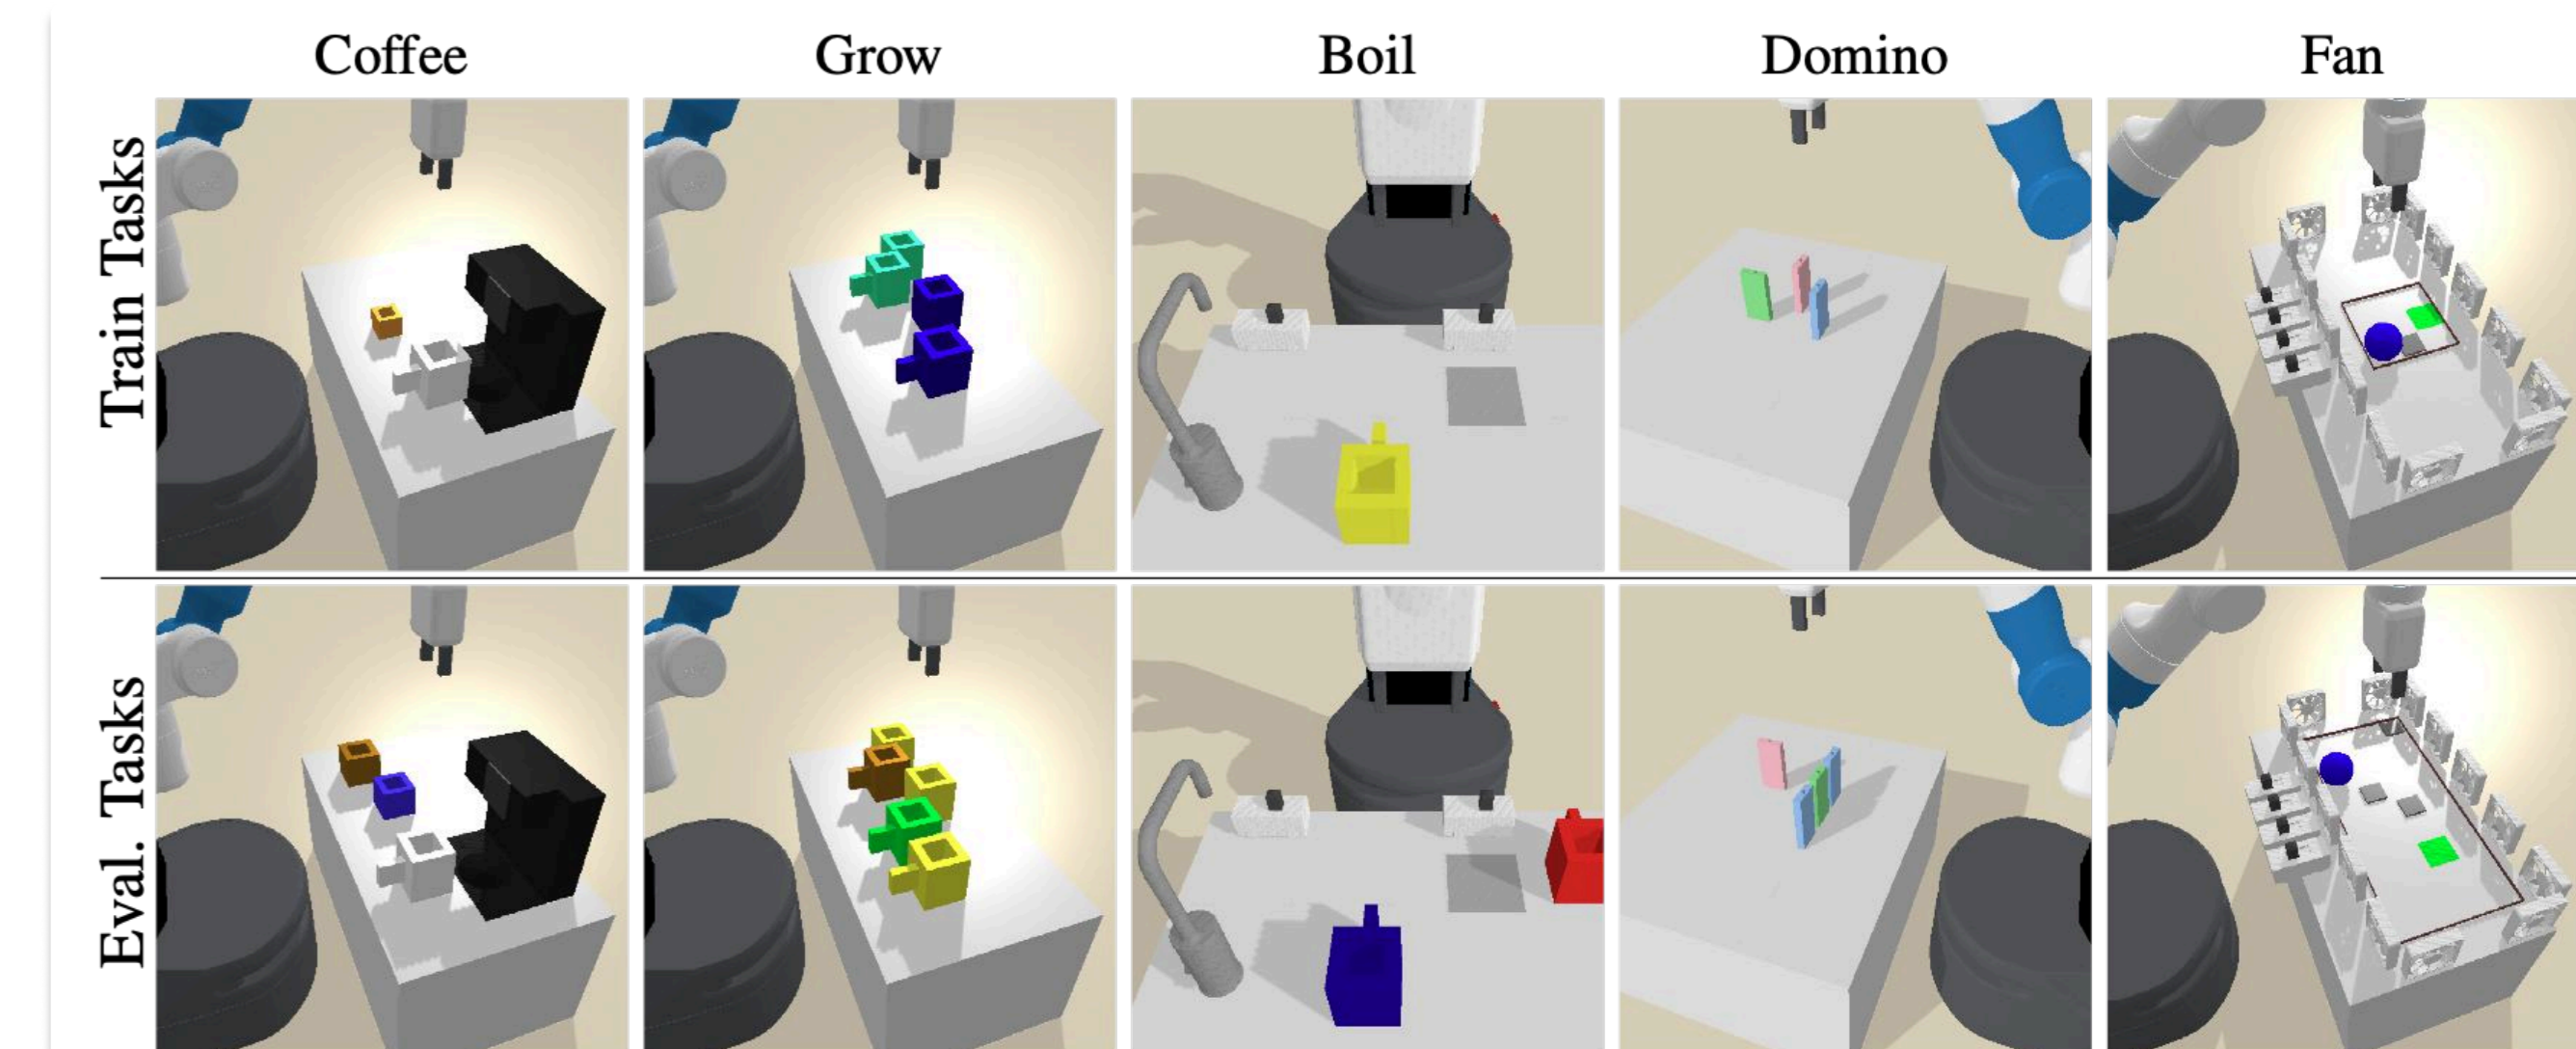 Coffee
Grow
Boil
Domino
Fan
Train Tasks
Eval. Tasks